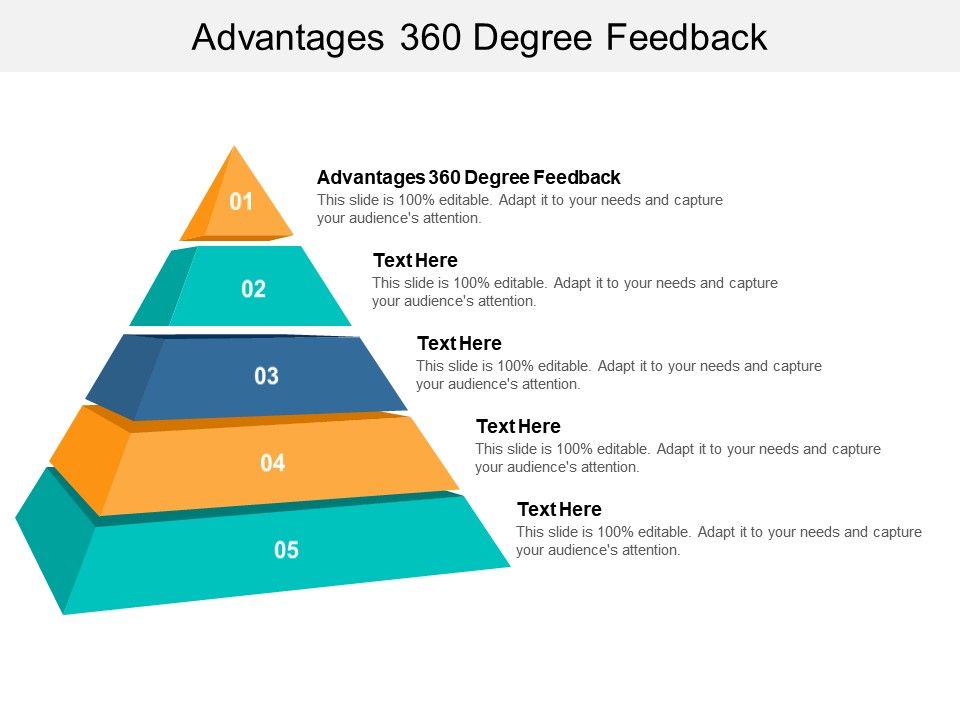 Advantages 360 Degree Feedback
01
Advantages 360 Degree Feedback
This slide is 100% editable. Adapt it to your needs and capture
your audience's attention.
02
Text Here
This slide is 100% editable. Adapt it to your needs and capture
your audience's attention.
03
Text Here
This slide is 100% editable. Adapt it to your needs and capture
your audience's attention.
04
Text Here
This slide is 100% editable. Adapt it to your needs and capture
your audience's attention.
05
Text Here
This slide is 100% editable. Adapt it to your needs and capture
your audience's attention.